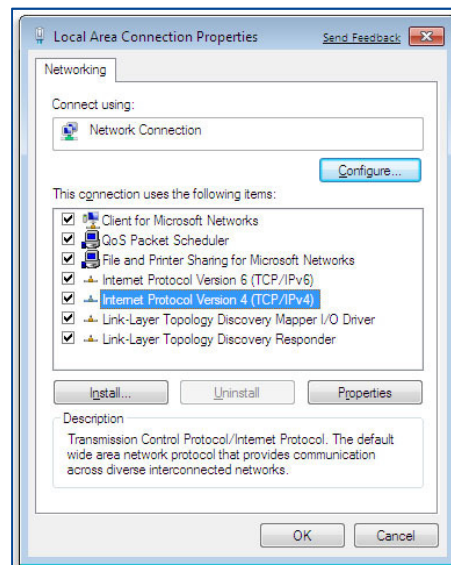 Local Area Connection Properties Send Feedback
Networking
Connect using:
Network Connection
Configure...
This connection uses the following items:
Client for Microsoft Networks
QoS Packet Scheduler
File and Printer Sharing for Microsoft Networks
Internet Protocol Version 6 (TCP/IPv6)
Internet Protocol Version 4 (TCP/IPv4)
Link-Layer Topology Discovery Mapper I/O Driver
Link-Layer Topology Discovery Responder
Install... Uninstall Properties
Description
Transmission Control Protocol/Internet Protocol. The default
wide area network protocol that provides communication
across diverse interconnected networks.
OK Cancel